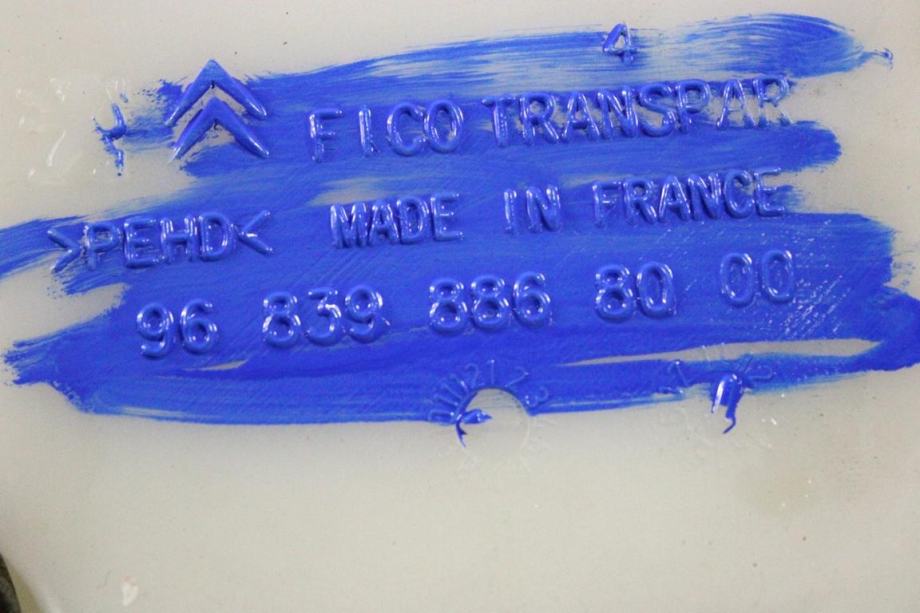 4
FICO TRANSPAR
>PEHD< MADE IN FRANCE
96 839 886 80 00